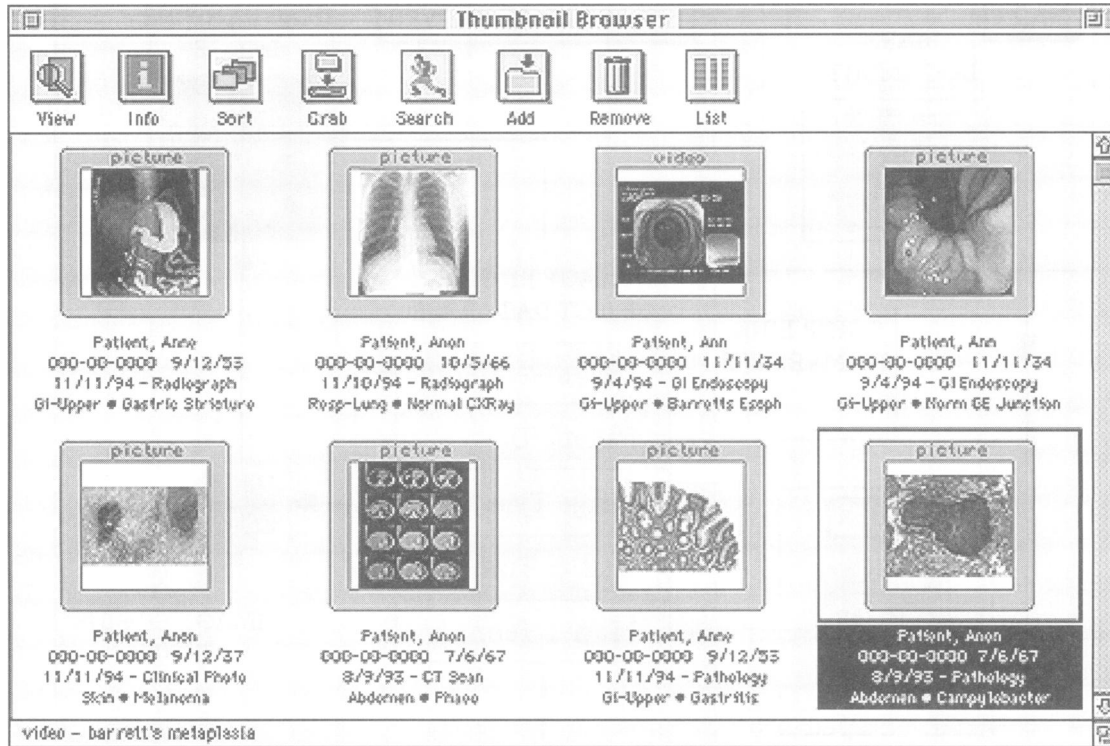 Thumbnail Browser
View Info Sort Grab Search Add Remove List
picture picture video picture
Patient, Anne Patient, Anon Patient, Ann Patient, Ann
000-00-0000 9/12/53 000-00-0000 10/5/66 000-00-0000 11/11/34 000-00-0000 11/11/34
11/11/94 - Radiograph 11/10/94 - Radiograph 9/4/94 - GI Endoscopy 9/4/94 - GI Endoscopy
GI-Upper • Gastric Stricture Resp-Lung • Normal CXRay GI-Upper • Barretts Esoph GI-Upper • Norm GE Junction
picture picture picture picture
Patient, Anon Patient, Anon Patient, Anne Patient, Anon
000-00-0000 9/12/37 000-00-0000 7/6/67 000-00-0000 9/12/53 000-00-0000 7/6/67
11/11/94 - Clinical Photo 8/9/93 - CT Scan 11/11/94 - Pathology 8/9/93 - Pathology
Skin • Melanoma Abdomen • Phaeo GI-Upper • Gastritis Abdomen • Campylobacter
video - barrett's metaplasia